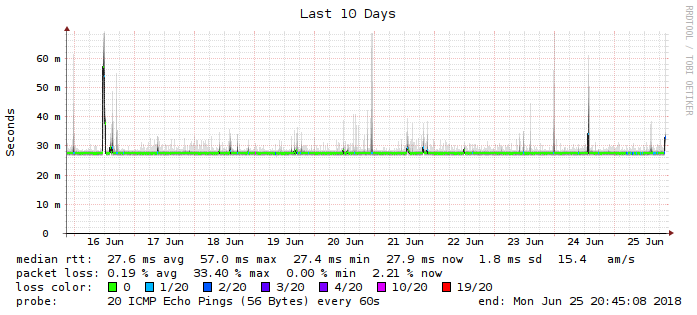 Last 10 Days
RRDTOOL / TOBI OETIKER
Seconds
60 m
50 m
40 m
30 m
20 m
10 m
0
16 Jun 17 Jun 18 Jun 19 Jun 20 Jun 21 Jun 22 Jun 23 Jun 24 Jun 25 Jun
median rtt: 27.6 ms avg 57.0 ms max 27.4 ms min 27.9 ms now 1.8 ms sd 15.4 am/s
packet loss: 0.19 % avg 33.40 % max 0.00 % min 2.21 % now
loss color: 0 1/20 2/20 3/20 4/20 10/20 19/20
probe: 20 ICMP Echo Pings (56 Bytes) every 60s end: Mon Jun 25 20:45:08 2018